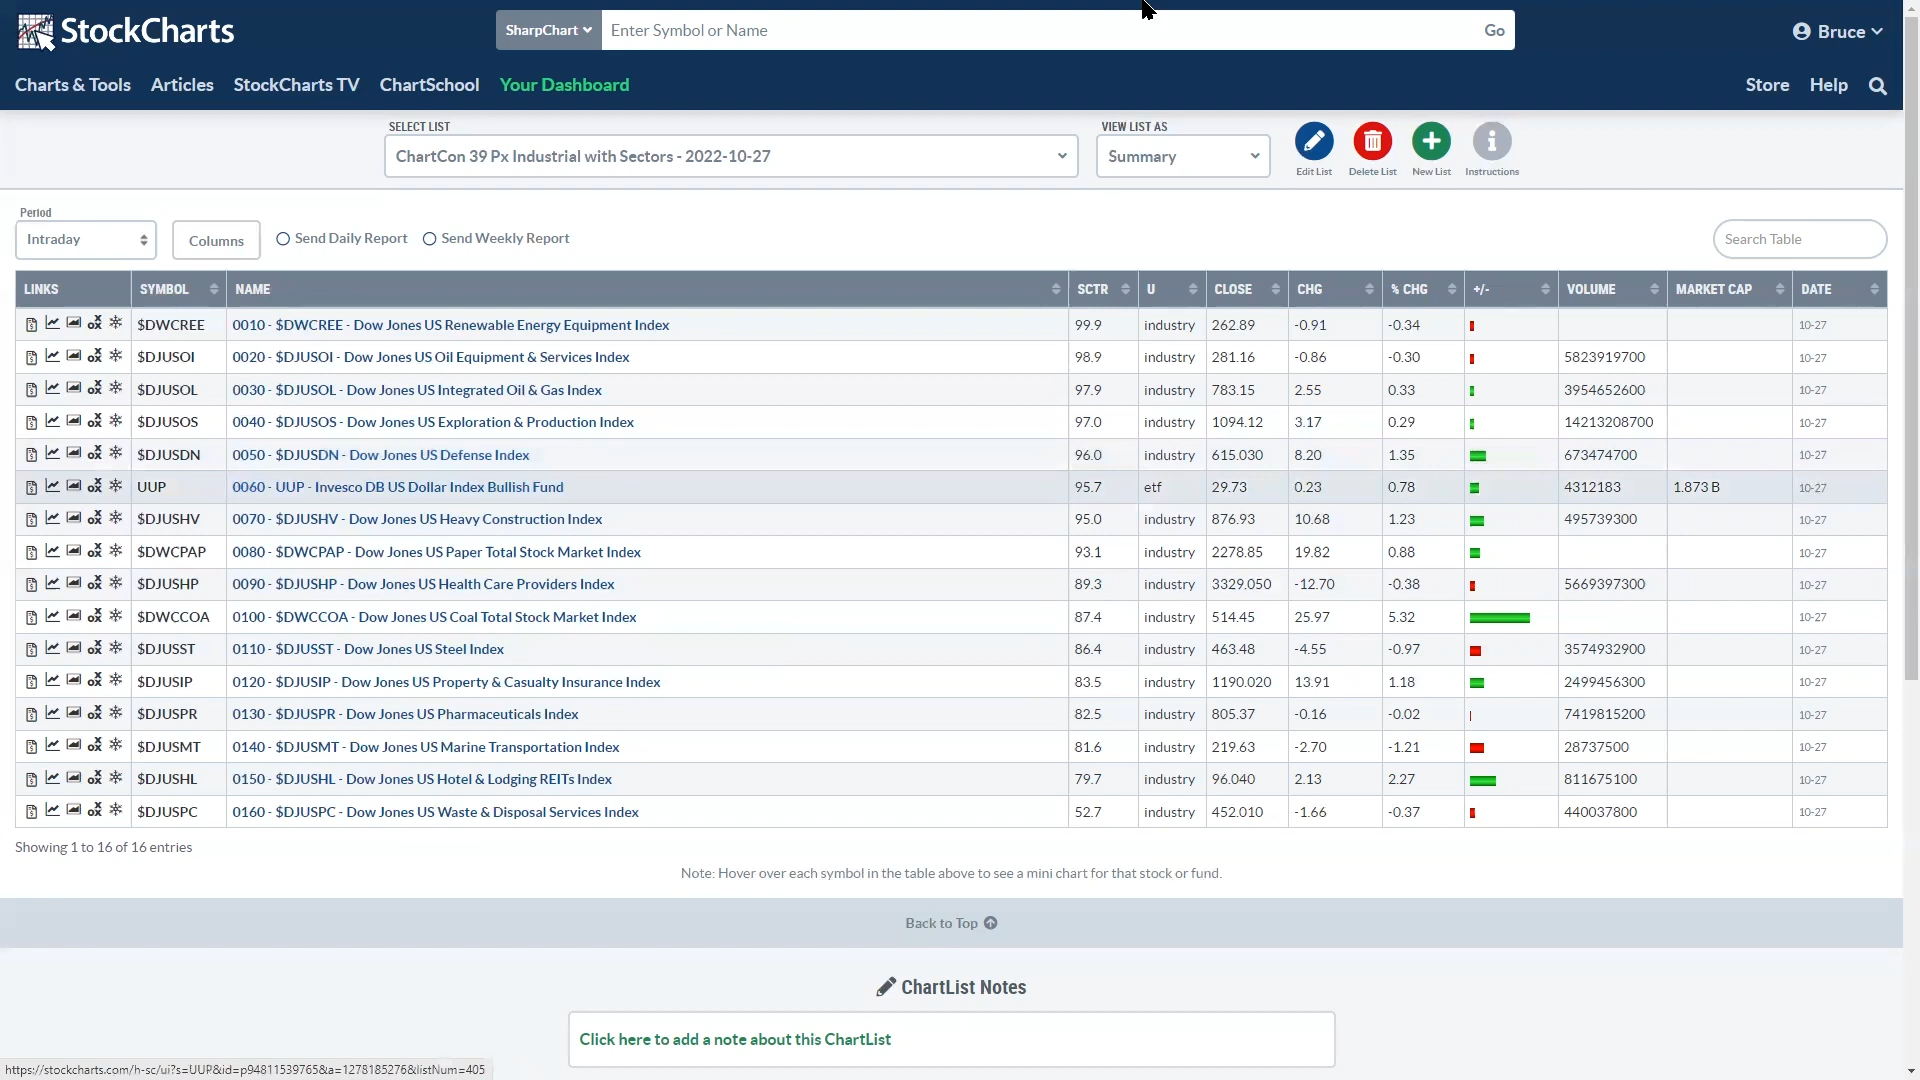 StockCharts
SharpChart Enter Symbol or Name Go
Bruce
Charts & Tools Articles StockCharts TV ChartSchool Your Dashboard Store Help
SELECT LIST VIEW LIST AS
ChartCon 39 Px Industrial with Sectors - 2022-10-27 Summary
Edit List Delete List New List Instructions
Period
Intraday Columns Send Daily Report Send Weekly Report Search Table
LINKS SYMBOL NAME SCTR U CLOSE CHG % CHG +/- VOLUME MARKET CAP DATE
$DWCREE 0010 - $DWCREE - Dow Jones US Renewable Energy Equipment Index 99.9 industry 262.89 -0.91 -0.34 10-27
$DJUSOI 0020 - $DJUSOI - Dow Jones US Oil Equipment & Services Index 98.9 industry 281.16 -0.86 -0.30 5823919700 10-27
$DJUSOL 0030 - $DJUSOL - Dow Jones US Integrated Oil & Gas Index 97.9 industry 783.15 2.55 0.33 3954652600 10-27
$DJUSOS 0040 - $DJUSOS - Dow Jones US Exploration & Production Index 97.0 industry 1094.12 3.17 0.29 14213208700 10-27
$DJUSDN 0050 - $DJUSDN - Dow Jones US Defense Index 96.0 industry 615.030 8.20 1.35 673474700 10-27
UUP 0060 - UUP - Invesco DB US Dollar Index Bullish Fund 95.7 etf 29.73 0.23 0.78 4312183 1.873 B 10-27
$DJUSHV 0070 - $DJUSHV - Dow Jones US Heavy Construction Index 95.0 industry 876.93 10.68 1.23 495739300 10-27
$DWCPAP 0080 - $DWCPAP - Dow Jones US Paper Total Stock Market Index 93.1 industry 2278.85 19.82 0.88 10-27
$DJUSHP 0090 - $DJUSHP - Dow Jones US Health Care Providers Index 89.3 industry 3329.050 -12.70 -0.38 5669397300 10-27
$DWCCOA 0100 - $DWCCOA - Dow Jones US Coal Total Stock Market Index 87.4 industry 514.45 25.97 5.32 10-27
$DJUSST 0110 - $DJUSST - Dow Jones US Steel Index 86.4 industry 463.48 -4.55 -0.97 3574932900 10-27
$DJUSIP 0120 - $DJUSIP - Dow Jones US Property & Casualty Insurance Index 83.5 industry 1190.020 13.91 1.18 2499456300 10-27
$DJUSPR 0130 - $DJUSPR - Dow Jones US Pharmaceuticals Index 82.5 industry 805.37 -0.16 -0.02 7419815200 10-27
$DJUSMT 0140 - $DJUSMT - Dow Jones US Marine Transportation Index 81.6 industry 219.63 -2.70 -1.21 28737500 10-27
$DJUSHL 0150 - $DJUSHL - Dow Jones US Hotel & Lodging REITs Index 79.7 industry 96.040 2.13 2.27 811675100 10-27
$DJUSPC 0160 - $DJUSPC - Dow Jones US Waste & Disposal Services Index 52.7 industry 452.010 -1.66 -0.37 440037800 10-27
Showing 1 to 16 of 16 entries
Note: Hover over each symbol in the table above to see a mini chart for that stock or fund.
Back to Top
ChartList Notes
Click here to add a note about this ChartList
https://stockcharts.com/h-sc/ui?s=UUP&id=p94811539765&a=1278185276&listNum=405